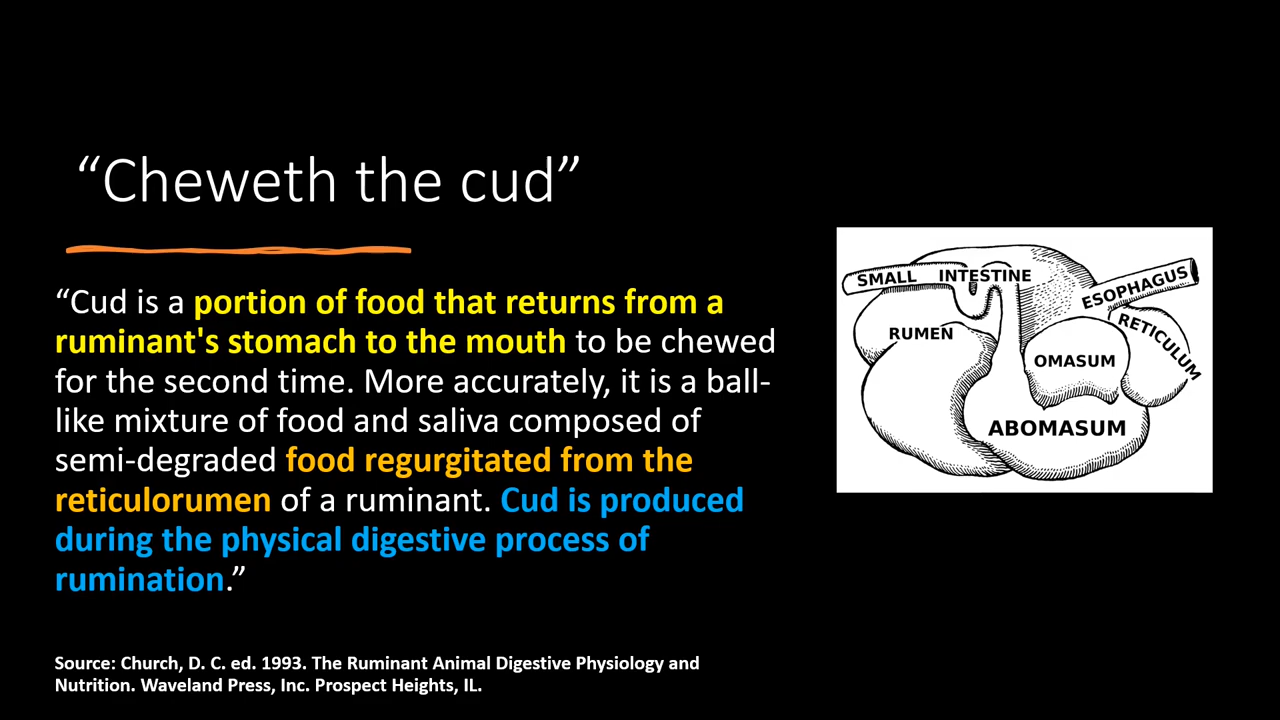 “Cheweth the cud”
“Cud is a portion of food that returns from a
ruminant's stomach to the mouth to be chewed
for the second time. More accurately, it is a ball-
like mixture of food and saliva composed of
semi-degraded food regurgitated from the
reticulorumen of a ruminant. Cud is produced
during the physical digestive process of
rumination.”
Source: Church, D. C. ed. 1993. The Ruminant Animal Digestive Physiology and
Nutrition. Waveland Press, Inc. Prospect Heights, IL.
SMALL INTESTINE
ESOPHAGUS
RUMEN
RETICULUM
OMASUM
ABOMASUM